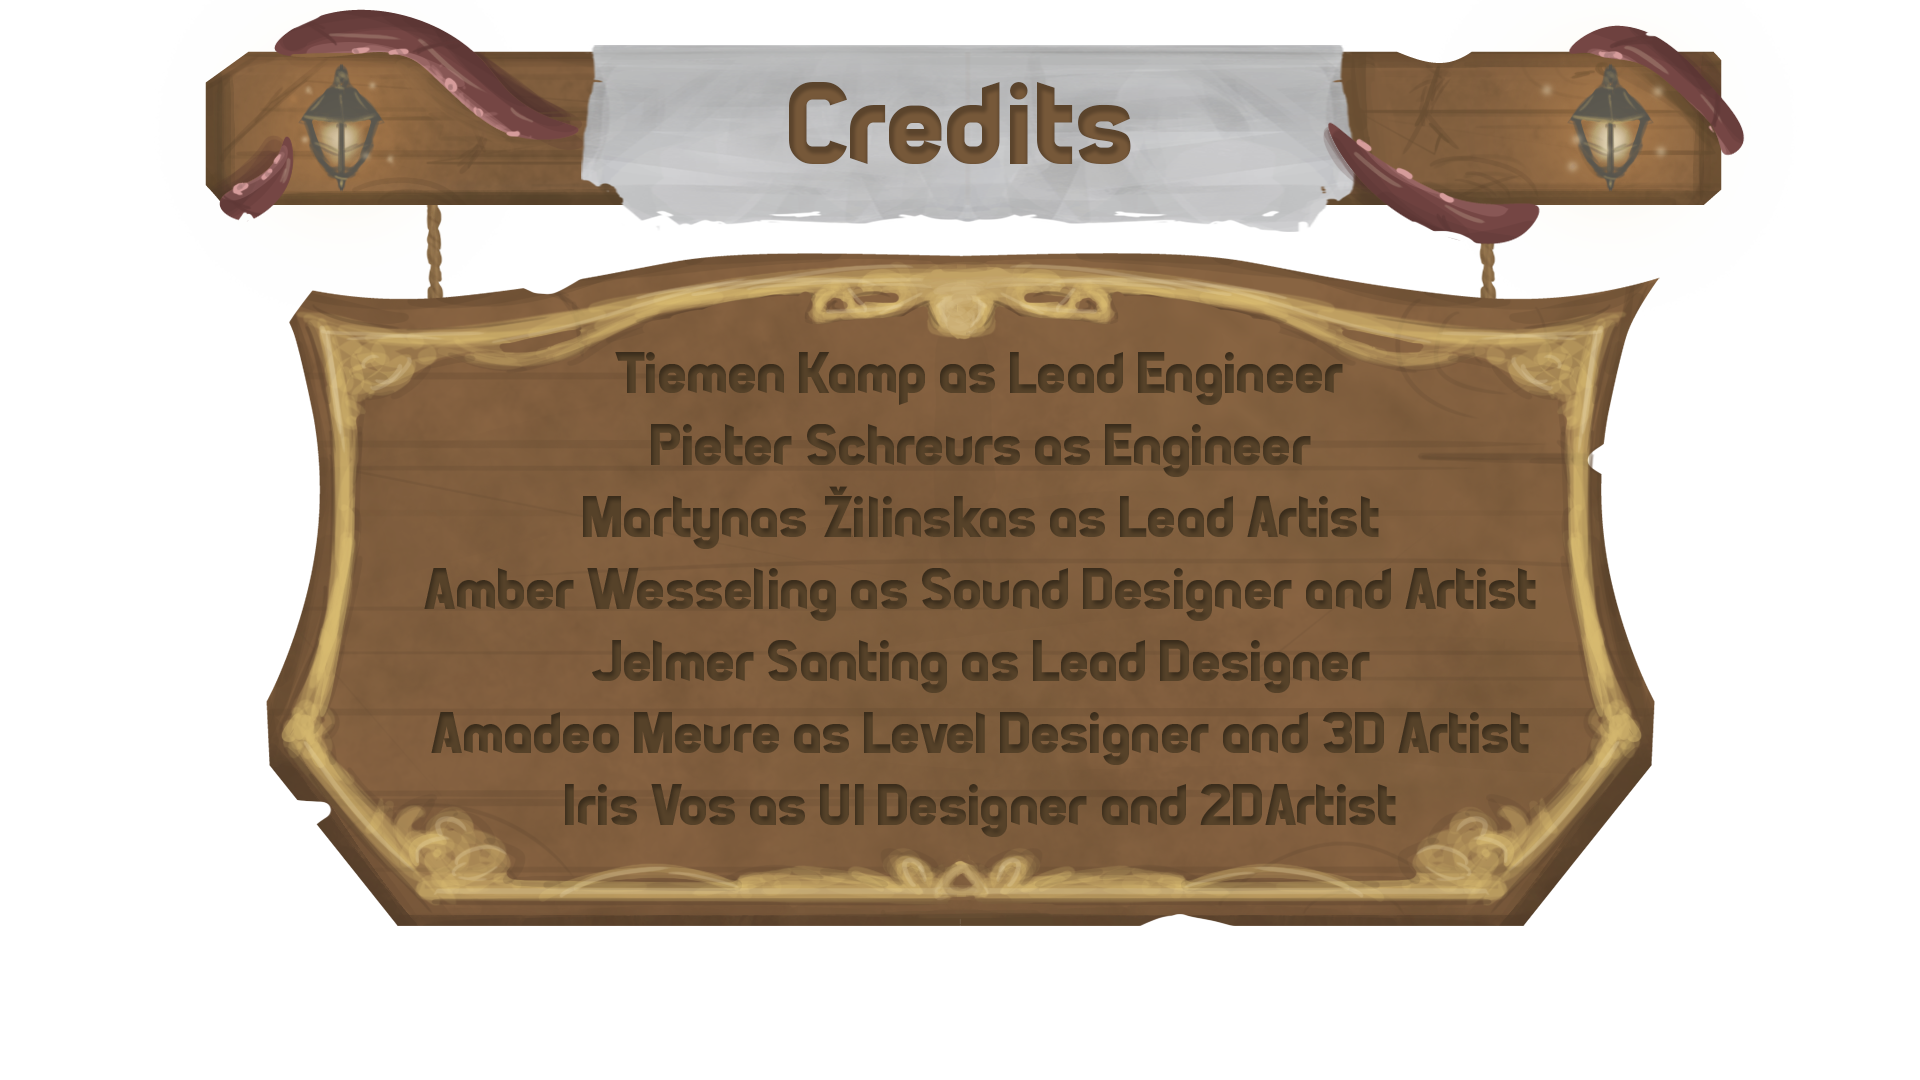 Credits
Tiemen Kamp as Lead Engineer
Pieter Schreurs as Engineer
Martynas Žilinskas as Lead Artist
Amber Wesseling as Sound Designer and Artist
Jelmer Santing as Lead Designer
Amadeo Meure as Level Designer and 3D Artist
Iris Vos as UI Designer and 2DArtist